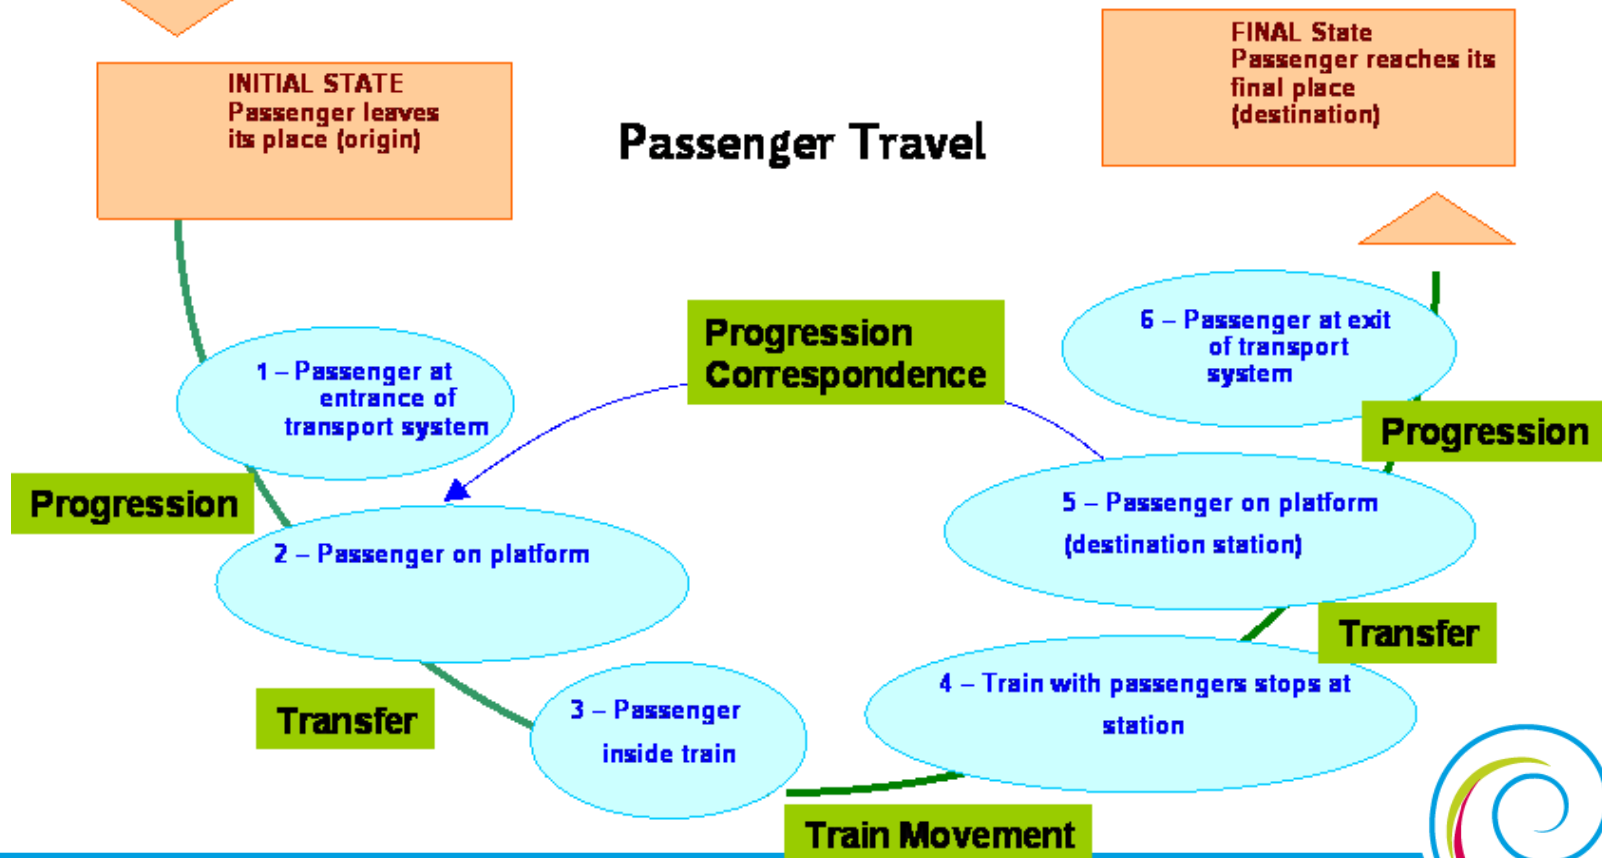 INITIAL STATE
Passenger leaves
its place (origin)
Passenger Travel
FINAL State
Passenger reaches its
final place
(destination)
1 – Passenger at
entrance of
transport system
Progression
2 – Passenger on platform
Transfer
3 – Passenger
inside train
Train Movement
4 – Train with passengers stops at
station
Transfer
5 – Passenger on platform
(destination station)
Progression
Correspondence
6 – Passenger at exit
of transport
system
Progression